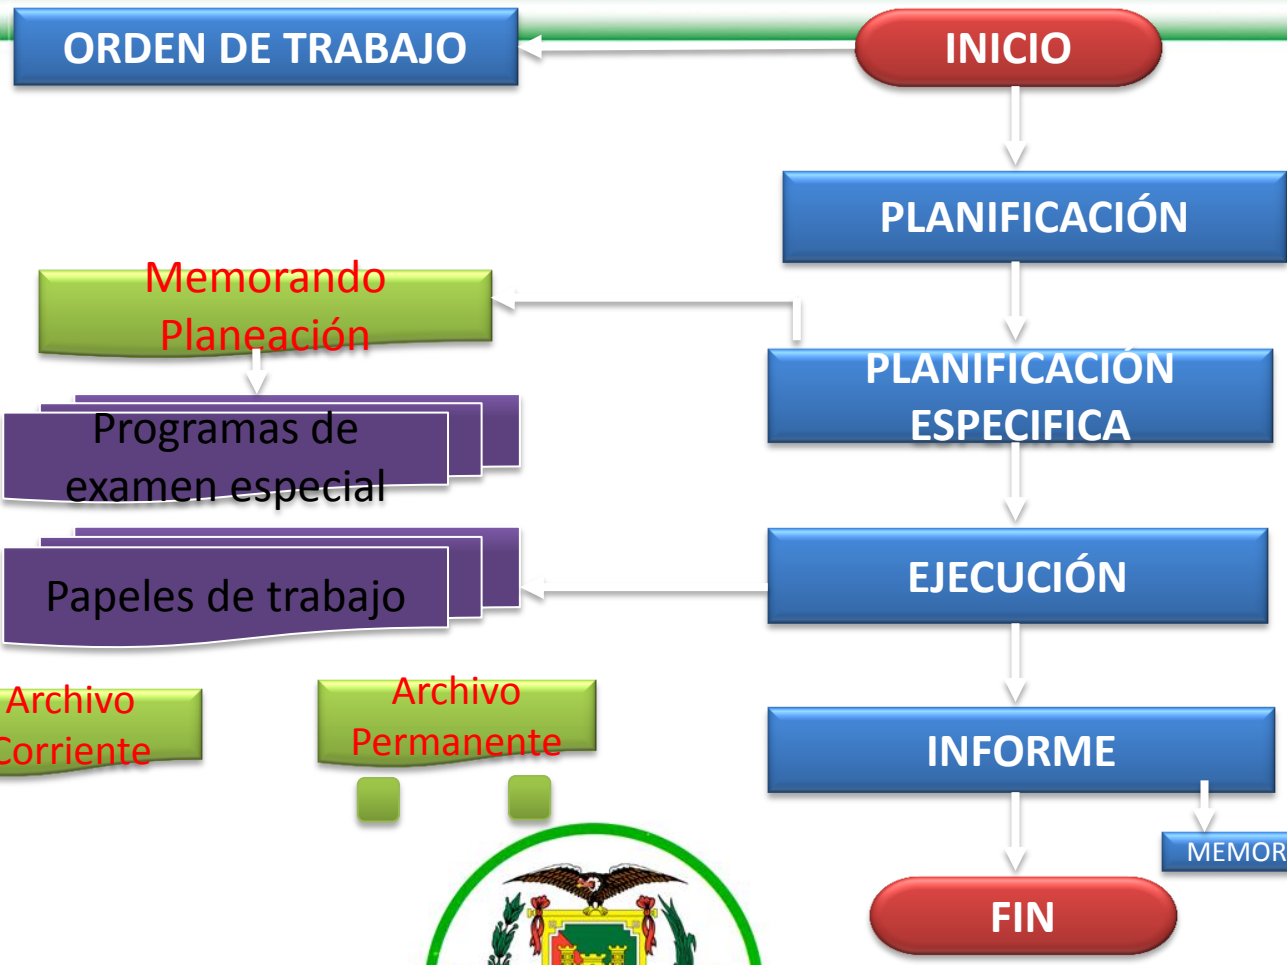 ORDEN DE TRABAJO
INICIO
PLANIFICACIÓN
Memorando
Planeación
PLANIFICACIÓN
ESPECIFICA
Programas de
examen especial
EJECUCIÓN
Papeles de trabajo
Archivo
Corriente
Archivo
Permanente
INFORME
MEMOR
FIN